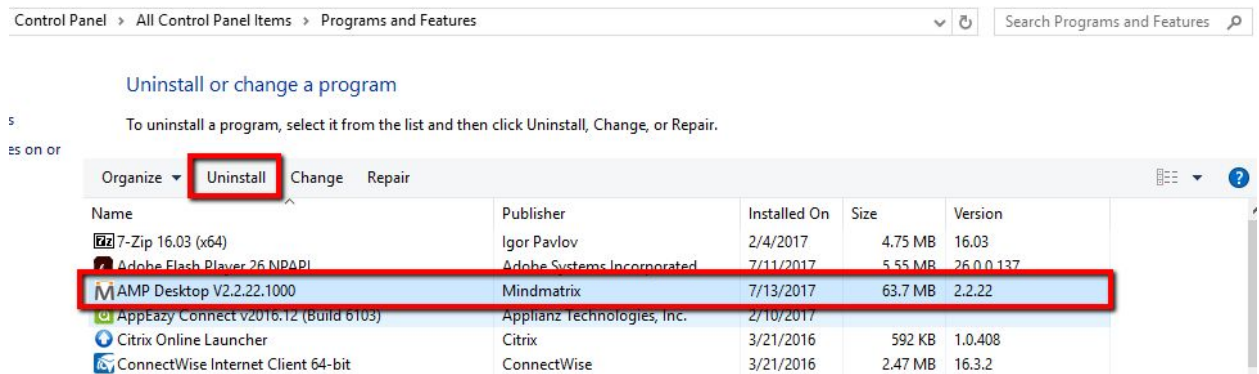 Control Panel > All Control Panel Items > Programs and Features Search Programs and Features
Uninstall or change a program
s To uninstall a program, select it from the list and then click Uninstall, Change, or Repair.
es on or
Organize Uninstall Change Repair
Name Publisher Installed On Size Version
7z 7-Zip 16.03 (x64) Igor Pavlov 2/4/2017 4.75 MB 16.03
Adobe Flash Player 26 NPAPI Adobe Systems Incorporated 7/11/2017 5.55 MB 26.0.0.137
AMP Desktop V2.2.22.1000 Mindmatrix 7/13/2017 63.7 MB 2.2.22
AppEazy Connect v2016.12 (Build 6103) Applianz Technologies, Inc. 2/10/2017
Citrix Online Launcher Citrix 3/21/2016 592 KB 1.0.408
ConnectWise Internet Client 64-bit ConnectWise 3/21/2016 2.47 MB 16.3.2